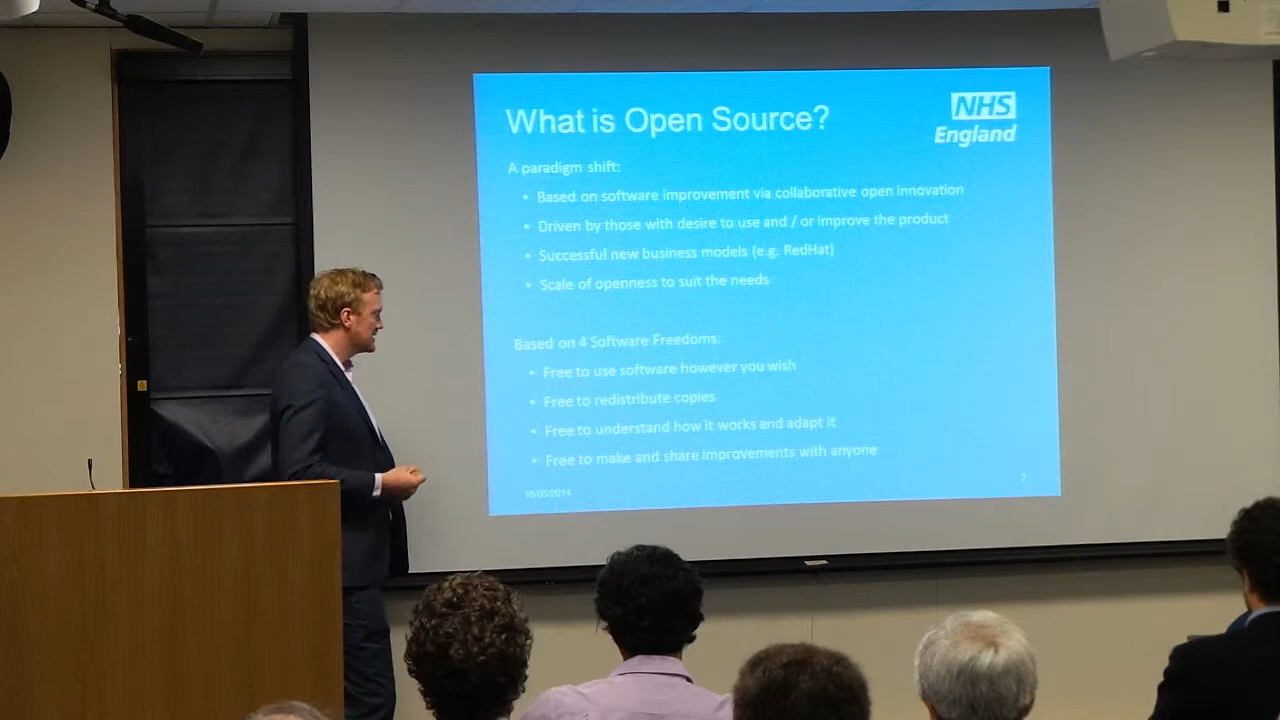 What is Open Source?
NHS
England
A paradigm shift:
• Based on software improvement via collaborative open innovation
• Driven by those with desire to use and / or improve the product
• Successful new business models (e.g. RedHat)
• Scale of openness to suit the needs
Based on 4 Software Freedoms:
• Free to use software however you wish
• Free to redistribute copies
• Free to understand how it works and adapt it
• Free to make and share improvements with anyone